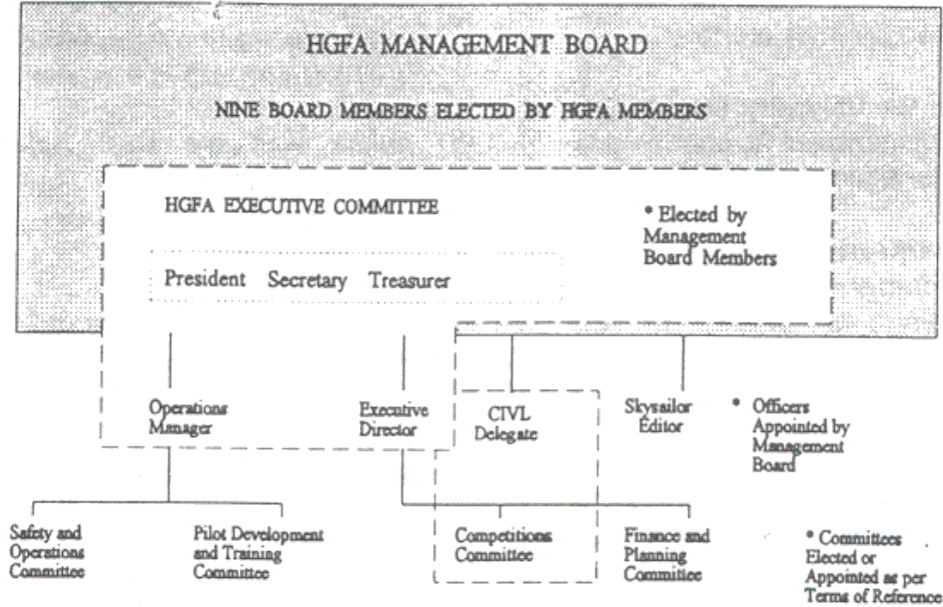 HGFA MANAGEMENT BOARD
NINE BOARD MEMBERS ELECTED BY HGFA MEMBERS
HGFA EXECUTIVE COMMITTEE
* Elected by
Management
Board Members
President Secretary Treasurer
Operations
Manager
Executive
Director
CIVL
Delegate
Skysailor
Editor
* Officers
Appointed by
Management
Board
Safety and
Operations
Committee
Pilot Development
and Training
Committee
Competitions
Committee
Finance and
Planning
Committee
* Committees
Elected or
Appointed as per
Terms of Reference